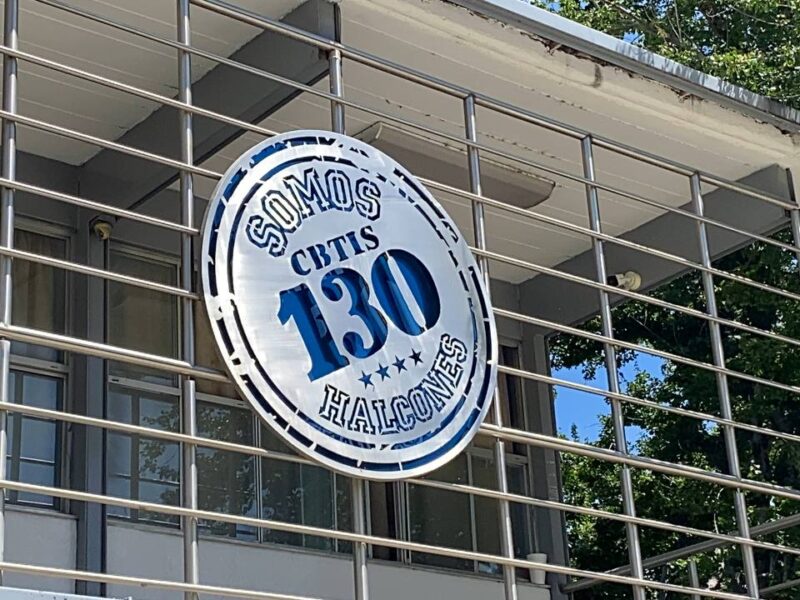 SOMOS
CBTIS
130
HALCONES